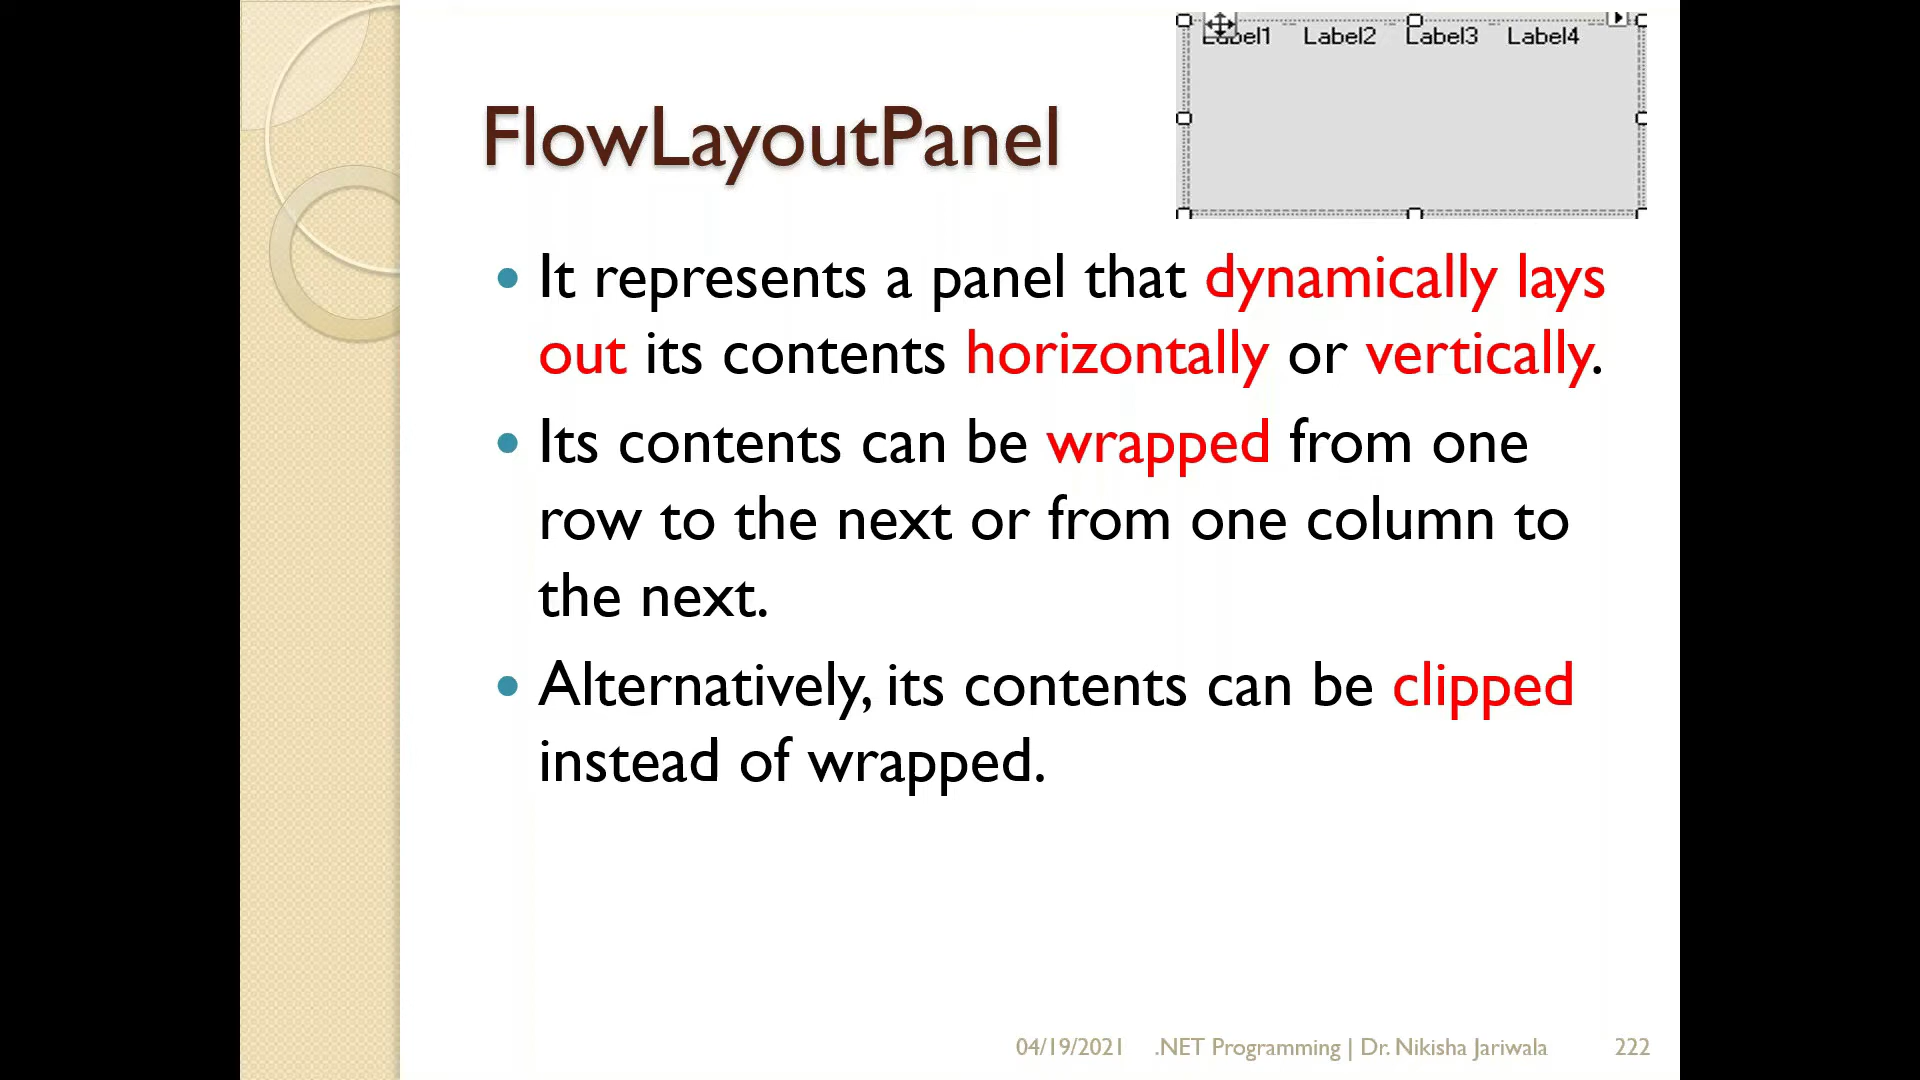 Label1 Label2 Label3 Label4
FlowLayoutPanel
It represents a panel that dynamically lays
out its contents horizontally or vertically.
Its contents can be wrapped from one
row to the next or from one column to
the next.
Alternatively, its contents can be clipped
instead of wrapped.
04/19/2021 .NET Programming | Dr. Nikisha Jariwala 222